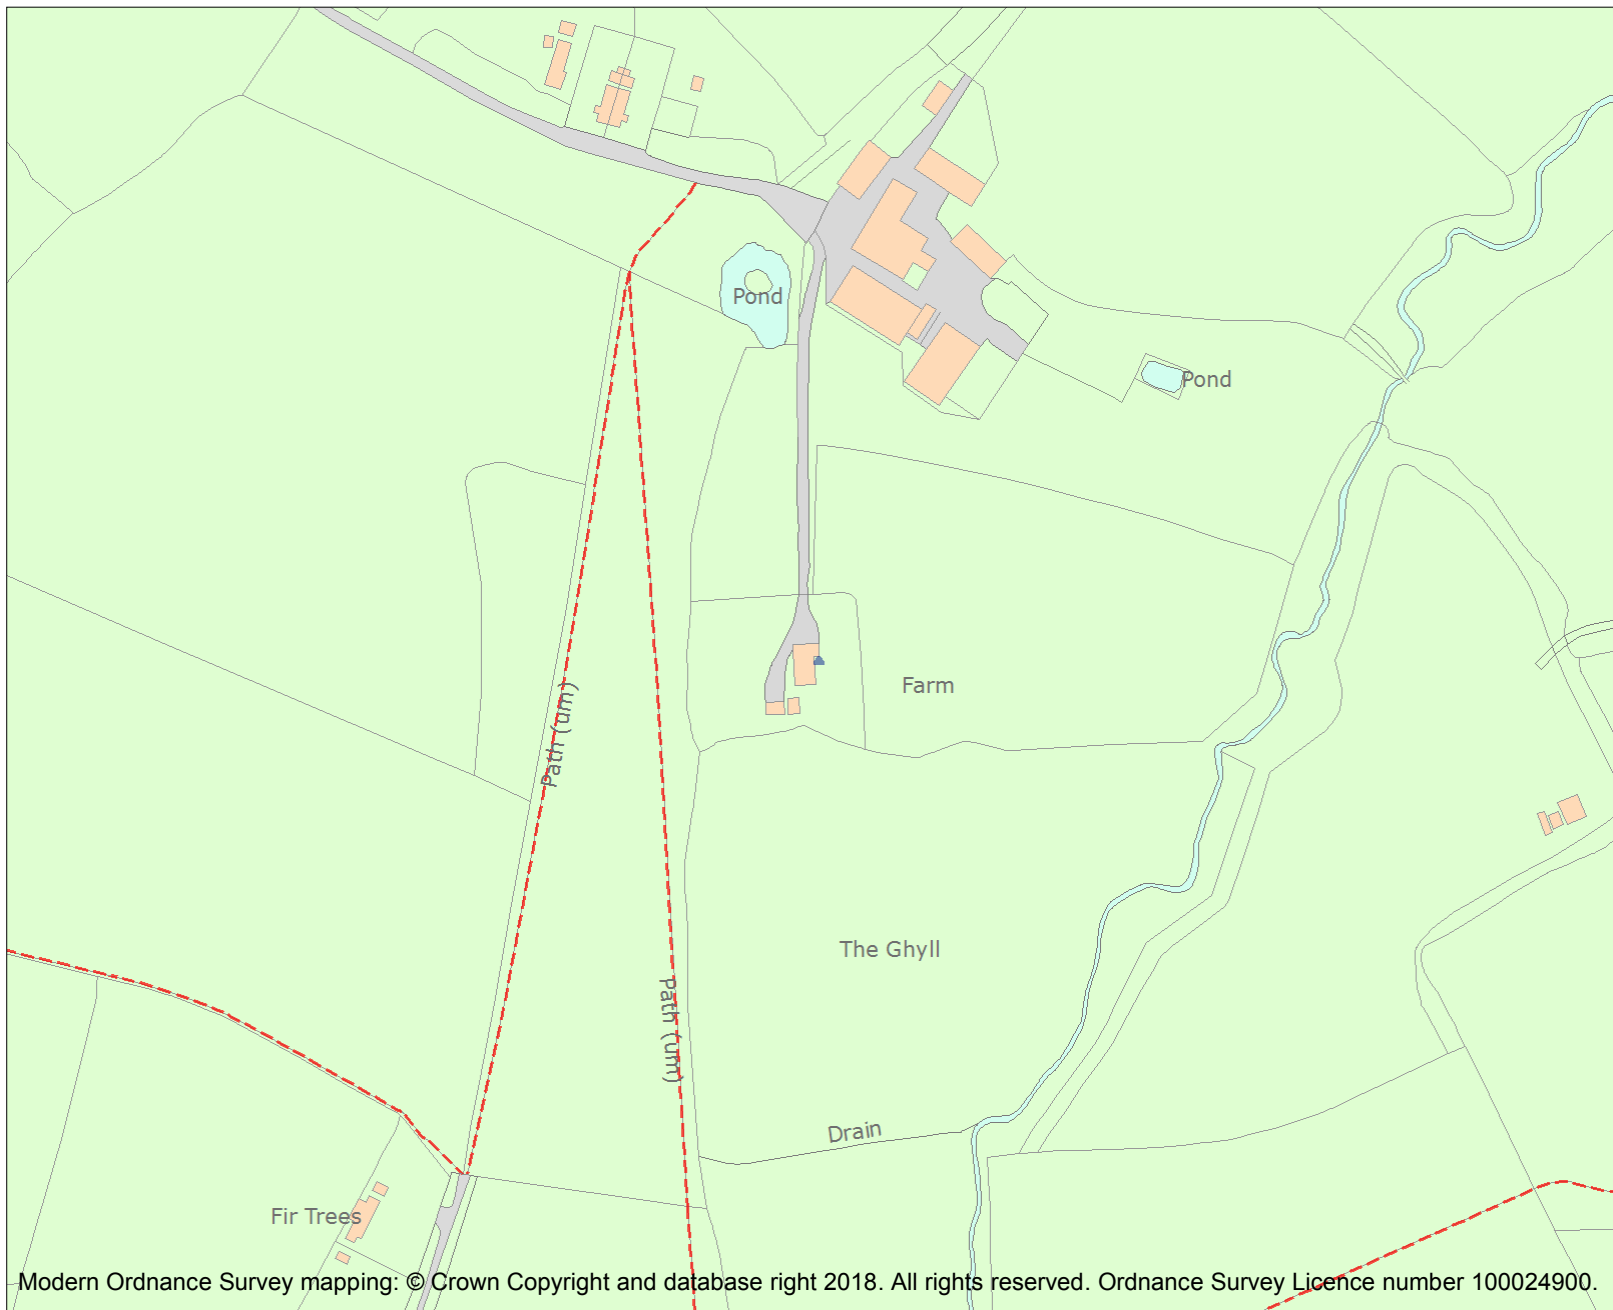 Pond
Pond
Path (um)
Farm
The Ghyll
Path (um)
Drain
Fir Trees
Modern Ordnance Survey mapping: © Crown Copyright and database right 2018. All rights reserved. Ordnance Survey Licence number 100024900.